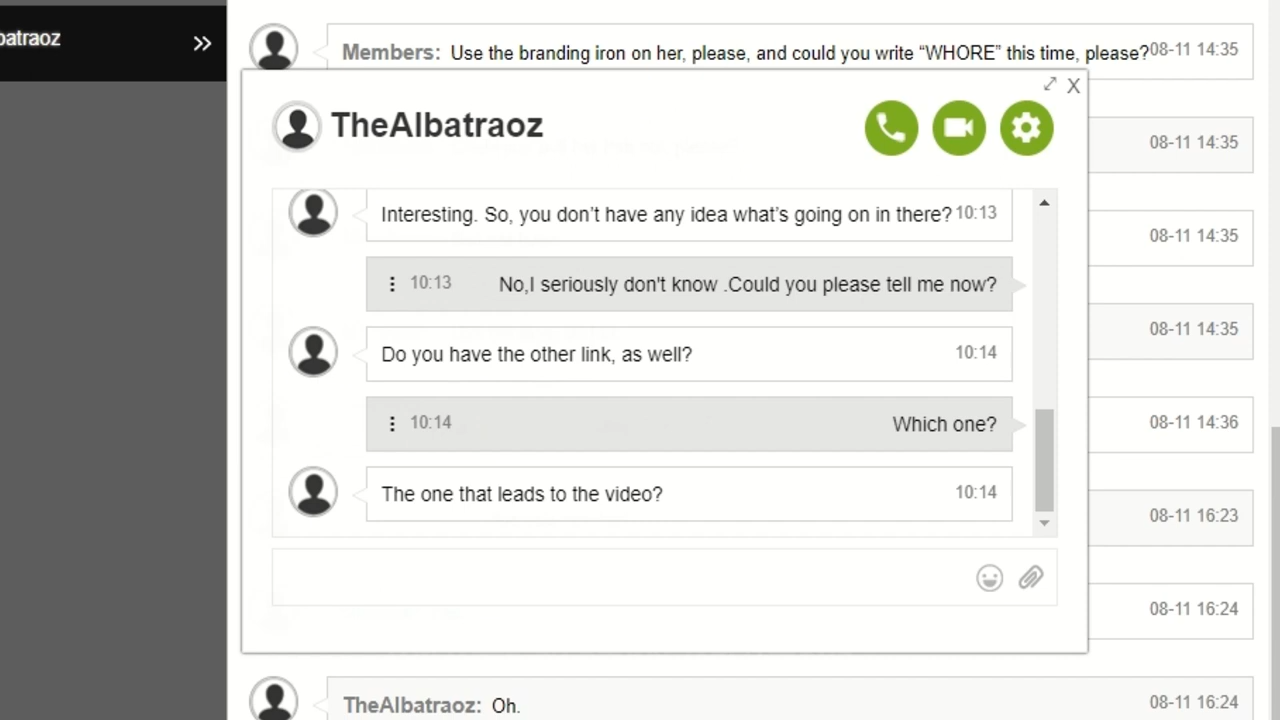 oatraoz
Members: Use the branding iron on her, please, and could you write “WHORE” this time, please? 08-11 14:35
X
TheAlbatraoz
08-11 14:35
Interesting. So, you don’t have any idea what’s going on in there? 10:13
08-11 14:35
10:13 No,I seriously don't know .Could you please tell me now?
08-11 14:35
Do you have the other link, as well? 10:14
10:14 Which one?
08-11 14:36
The one that leads to the video? 10:14
08-11 16:23
08-11 16:24
TheAlbatraoz: Oh. 08-11 16:24